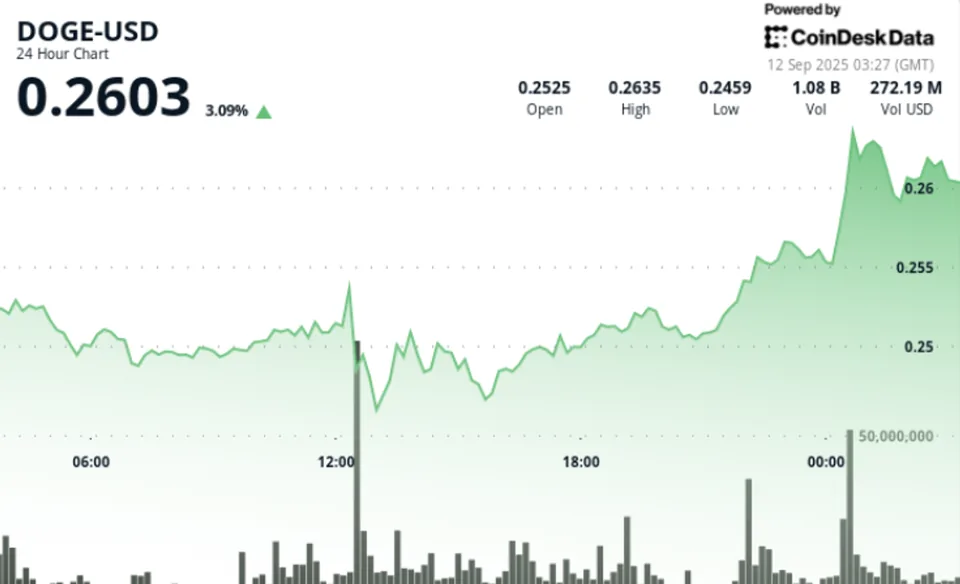 DOGE-USD
24 Hour Chart
0.2603 3.09%
Powered by
CoinDesk Data
12 Sep 2025 03:27 (GMT)
0.2525 0.2635 0.2459 1.08 B 272.19 M
Open High Low Vol Vol USD
0.26
0.255
0.25
50,000,000
06:00 12:00 18:00 00:00